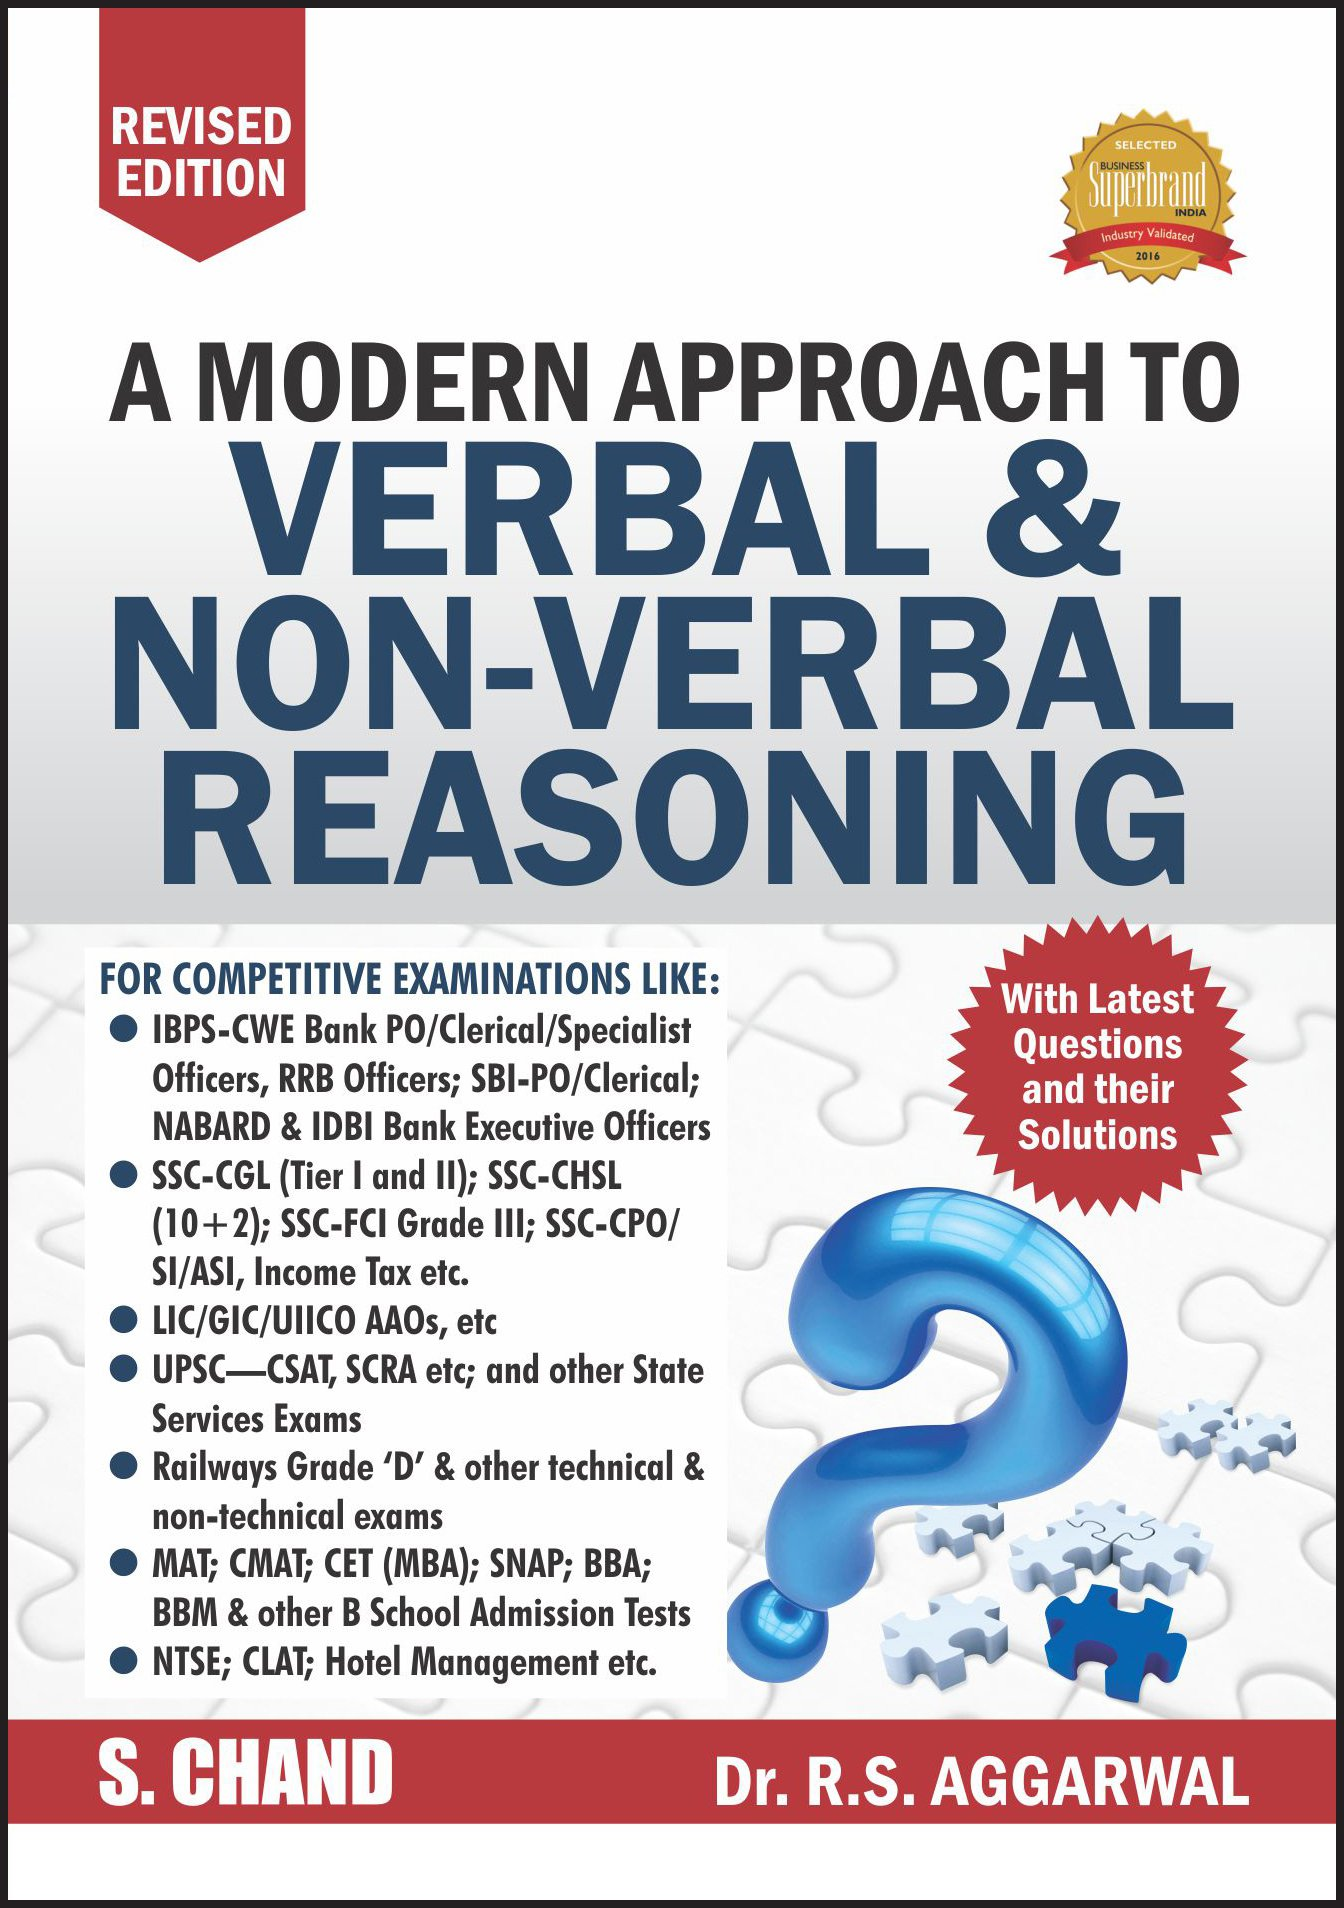 REVISED
EDITION
SELECTED
BUSINESS
Superbrand
INDIA
Industry Validated
2016
A MODERN APPROACH TO
VERBAL &
NON-VERBAL
REASONING
With Latest
Questions
and their
Solutions
FOR COMPETITIVE EXAMINATIONS LIKE:
● IBPS-CWE Bank PO/Clerical/Specialist
Officers, RRB Officers; SBI-PO/Clerical;
NABARD & IDBI Bank Executive Officers
● SSC-CGL (Tier I and II); SSC-CHSL
(10+2); SSC-FCI Grade III; SSC-CPO/
SI/ASI, Income Tax etc.
● LIC/GIC/UIICO AAOs, etc
● UPSC—CSAT, SCRA etc; and other State
Services Exams
● Railways Grade ‘D’ & other technical &
non-technical exams
● MAT; CMAT; CET (MBA); SNAP; BBA;
BBM & other B School Admission Tests
● NTSE; CLAT; Hotel Management etc.
S. CHAND
Dr. R.S. AGGARWAL